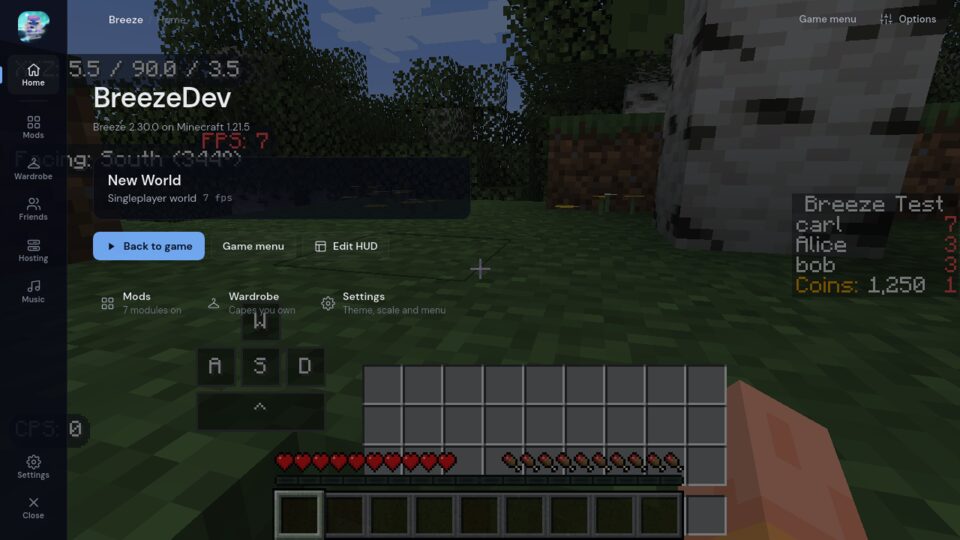 Breeze Home
Game menu
Options
XYZ: 5.5 / 90.0 / 3.5
Home
BreezeDev
Breeze 2.30.0 on Minecraft 1.21.5
FPS: 7
Mods
Facing: South (344°)
Wardrobe
New World
Singleplayer world 7 fps
Friends
Breeze Test
carl 7
Alice 3
bob 3
Coins: 1,250 1
Hosting
Back to game
Game menu
Edit HUD
Music
Mods
7 modules on
Wardrobe
Capes you own
Settings
Theme, scale and menu
W
A S D
^
CPS: 0
Settings
Close